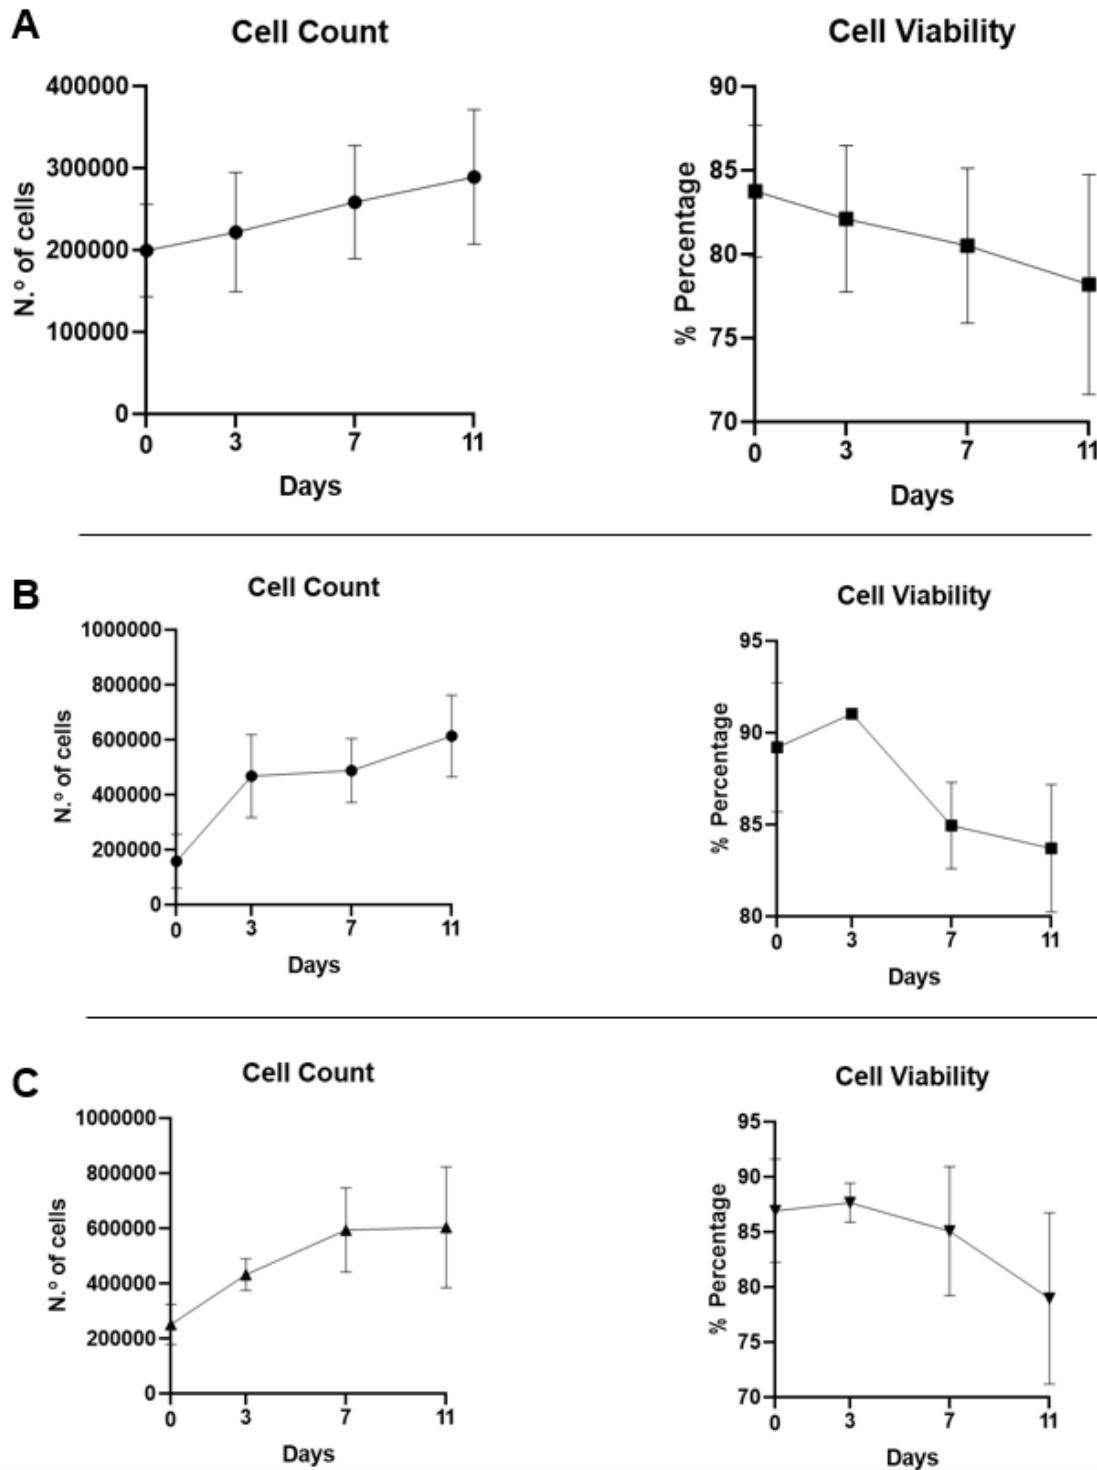 A
Cell Count
Cell Viability
400000
300000
200000
100000
0
N.º of cells
0 3 7 11
Days
90
85
80
75
70
% Percentage
0 3 7 11
Days
B
Cell Count
Cell Viability
1000000
800000
600000
400000
200000
0
N.º of cells
0 3 7 11
Days
95
90
85
80
% Percentage
0 3 7 11
Days
C
Cell Count
Cell Viability
1000000
800000
600000
400000
200000
0
N.º of cells
0 3 7 11
Days
95
90
85
80
75
70
% Percentage
0 3 7 11
Days